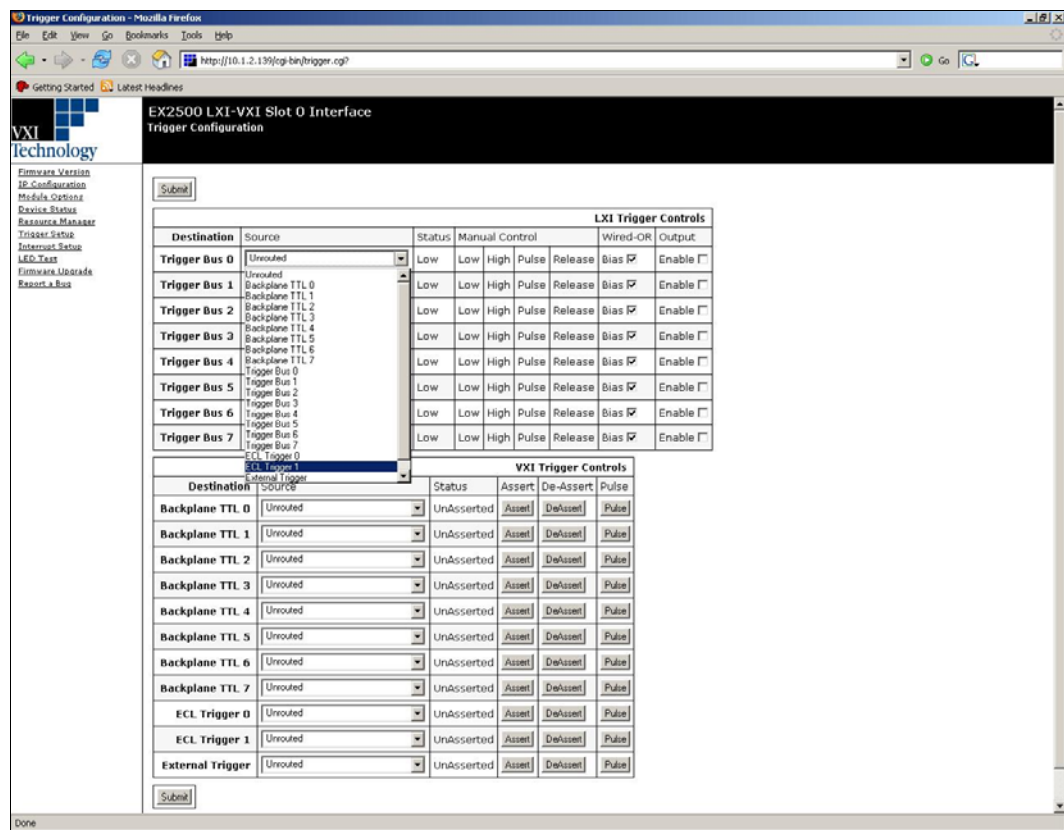 Trigger Configuration - Mozilla Firefox
File Edit View Go Bookmarks Tools Help
http://10.1.2.139/cgi-bin/trigger.cgi?
Go
Getting Started Latest Headlines
VXI Technology
EX2500 LXI-VXI Slot 0 Interface
Trigger Configuration
Firmware Version
IP Configuration
Module Options
Device Status
Resource Manager
Trigger Setup
Interrupt Setup
LED Test
Firmware Upgrade
Report a Bug
Submit
LXI Trigger Controls
Destination Source Status Manual Control Wired-OR Output
Trigger Bus 0 Unrouted Low Low High Pulse Release Bias Enable
Trigger Bus 1 Low Low High Pulse Release Bias Enable
Trigger Bus 2 Low Low High Pulse Release Bias Enable
Trigger Bus 3 Low Low High Pulse Release Bias Enable
Trigger Bus 4 Low Low High Pulse Release Bias Enable
Trigger Bus 5 Low Low High Pulse Release Bias Enable
Trigger Bus 6 Low Low High Pulse Release Bias Enable
Trigger Bus 7 Low Low High Pulse Release Bias Enable
Unrouted
Backplane TTL 0
Backplane TTL 1
Backplane TTL 2
Backplane TTL 3
Backplane TTL 4
Backplane TTL 5
Backplane TTL 6
Backplane TTL 7
Trigger Bus 0
Trigger Bus 1
Trigger Bus 2
Trigger Bus 3
Trigger Bus 4
Trigger Bus 5
Trigger Bus 6
Trigger Bus 7
ECL Trigger 0
ECL Trigger 1
External Trigger
VXI Trigger Controls
Destination Source Status Assert De-Assert Pulse
Backplane TTL 0 Unrouted UnAsserted Assert DeAssert Pulse
Backplane TTL 1 Unrouted UnAsserted Assert DeAssert Pulse
Backplane TTL 2 Unrouted UnAsserted Assert DeAssert Pulse
Backplane TTL 3 Unrouted UnAsserted Assert DeAssert Pulse
Backplane TTL 4 Unrouted UnAsserted Assert DeAssert Pulse
Backplane TTL 5 Unrouted UnAsserted Assert DeAssert Pulse
Backplane TTL 6 Unrouted UnAsserted Assert DeAssert Pulse
Backplane TTL 7 Unrouted UnAsserted Assert DeAssert Pulse
ECL Trigger 0 Unrouted UnAsserted Assert DeAssert Pulse
ECL Trigger 1 Unrouted UnAsserted Assert DeAssert Pulse
External Trigger Unrouted UnAsserted Assert DeAssert Pulse
Submit
Done